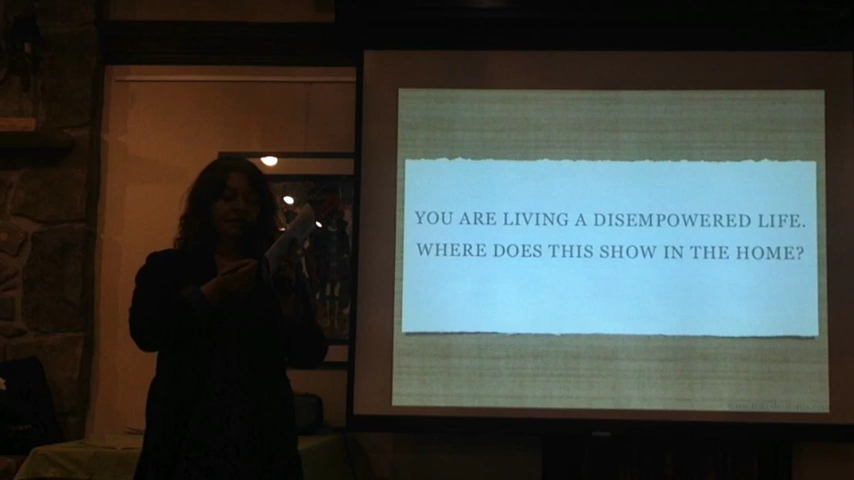 YOU ARE LIVING A DISEMPOWERED LIFE.
WHERE DOES THIS SHOW IN THE HOME?